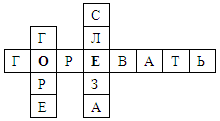 С
Г Л
Г О Р Е В А Т Ь
Р З
Е А